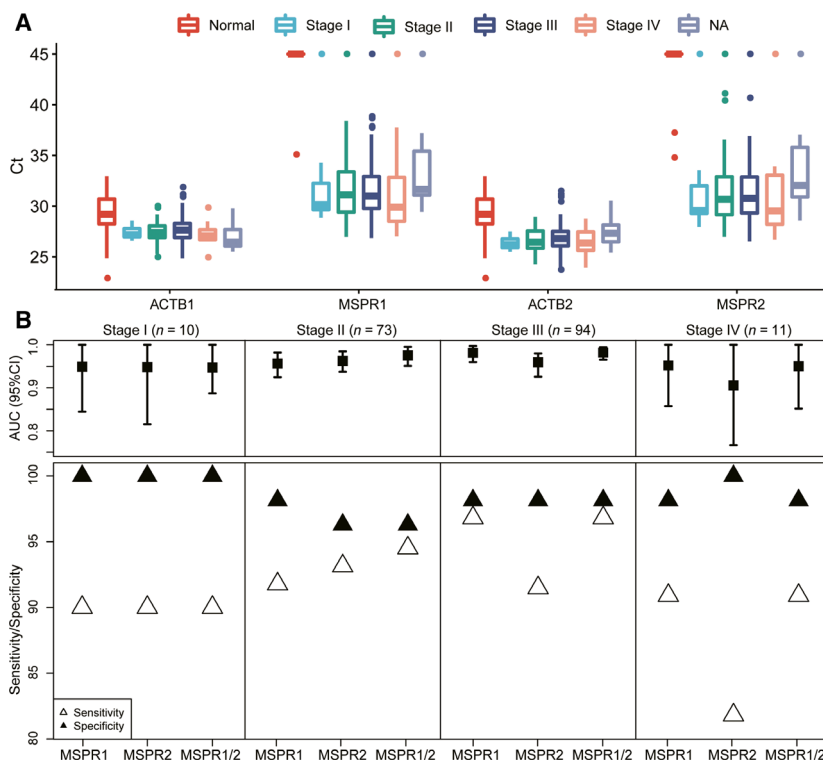 A
Normal Stage I Stage II Stage III Stage IV NA
Ct
45
40
35
30
25
ACTB1 MSPR1 ACTB2 MSPR2
B
Stage I (n = 10) Stage II (n = 73) Stage III (n = 94) Stage IV (n = 11)
AUC (95%CI)
1.0
0.9
0.8
Sensitivity/Specificity
100
95
90
85
80
Sensitivity
Specificity
MSPR1 MSPR2 MSPR1/2 MSPR1 MSPR2 MSPR1/2 MSPR1 MSPR2 MSPR1/2 MSPR1 MSPR2 MSPR1/2